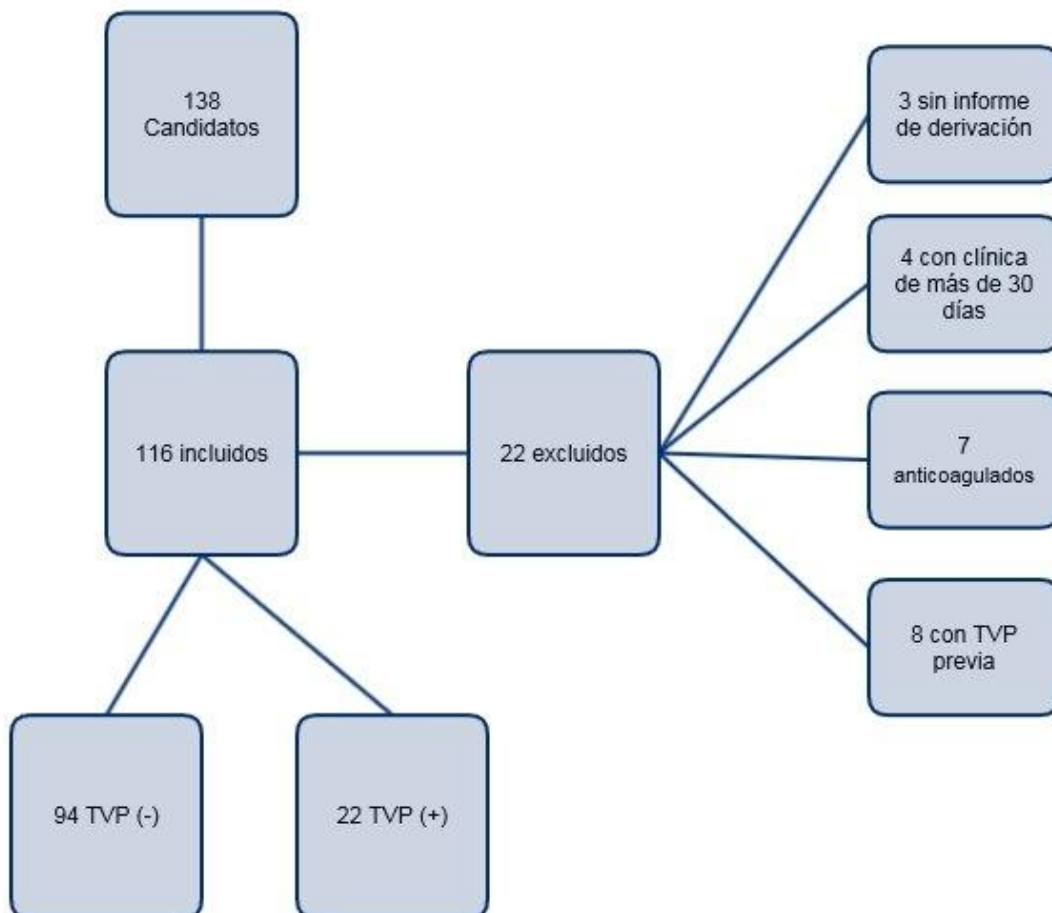 138
Candidatos
3 sin informe
de derivación
4 con clínica
de más de 30
días
116 incluidos
22 excluidos
7
anticoagulados
8 con TVP
previa
94 TVP (-)
22 TVP (+)